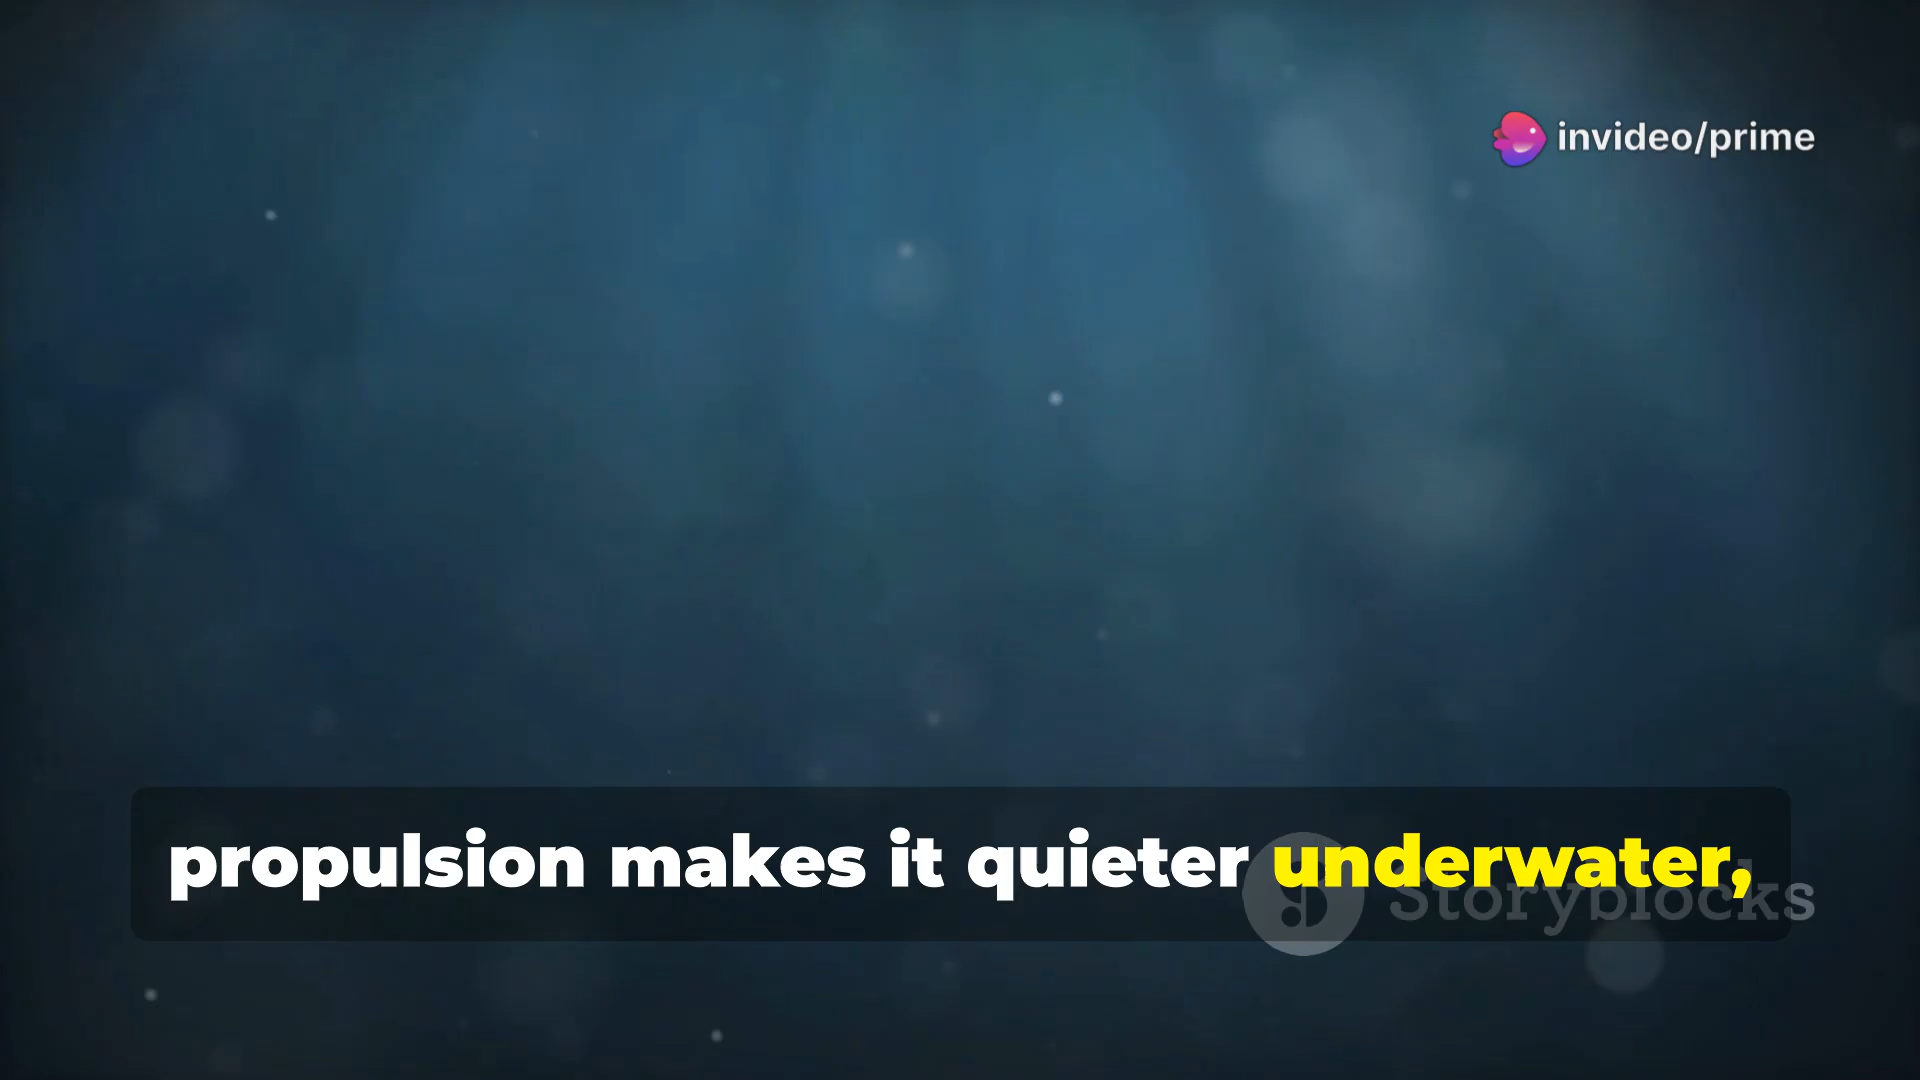 invideo/prime
propulsion makes it quieter underwater,
Storyblocks